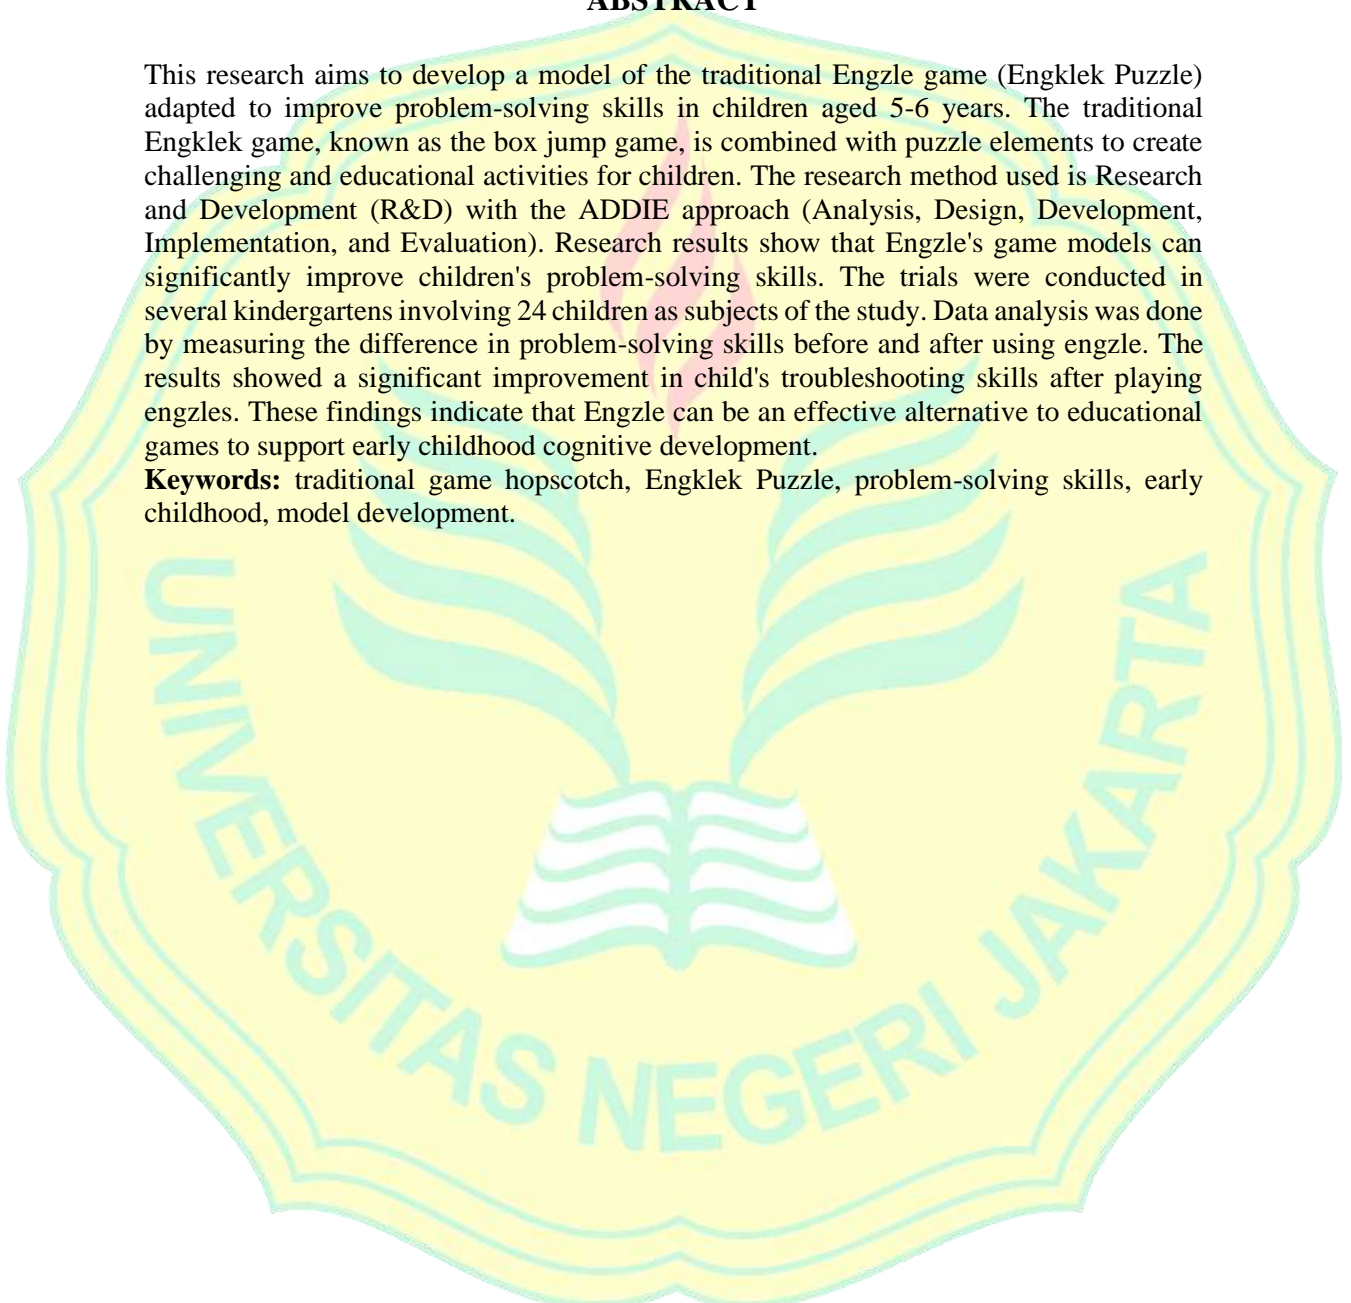 ABSTRACT
This research aims to develop a model of the traditional Engzle game (Engklek Puzzle)
adapted to improve problem-solving skills in children aged 5-6 years. The traditional
Engklek game, known as the box jump game, is combined with puzzle elements to create
challenging and educational activities for children. The research method used is Research
and Development (R&D) with the ADDIE approach (Analysis, Design, Development,
Implementation, and Evaluation). Research results show that Engzle's game models can
significantly improve children's problem-solving skills. The trials were conducted in
several kindergartens involving 24 children as subjects of the study. Data analysis was done
by measuring the difference in problem-solving skills before and after using engzle. The
results showed a significant improvement in child's troubleshooting skills after playing
engzles. These findings indicate that Engzle can be an effective alternative to educational
games to support early childhood cognitive development.
Keywords: traditional game hopscotch, Engklek Puzzle, problem-solving skills, early
childhood, model development.
UNIVERSITAS NEGERI JAKARTA